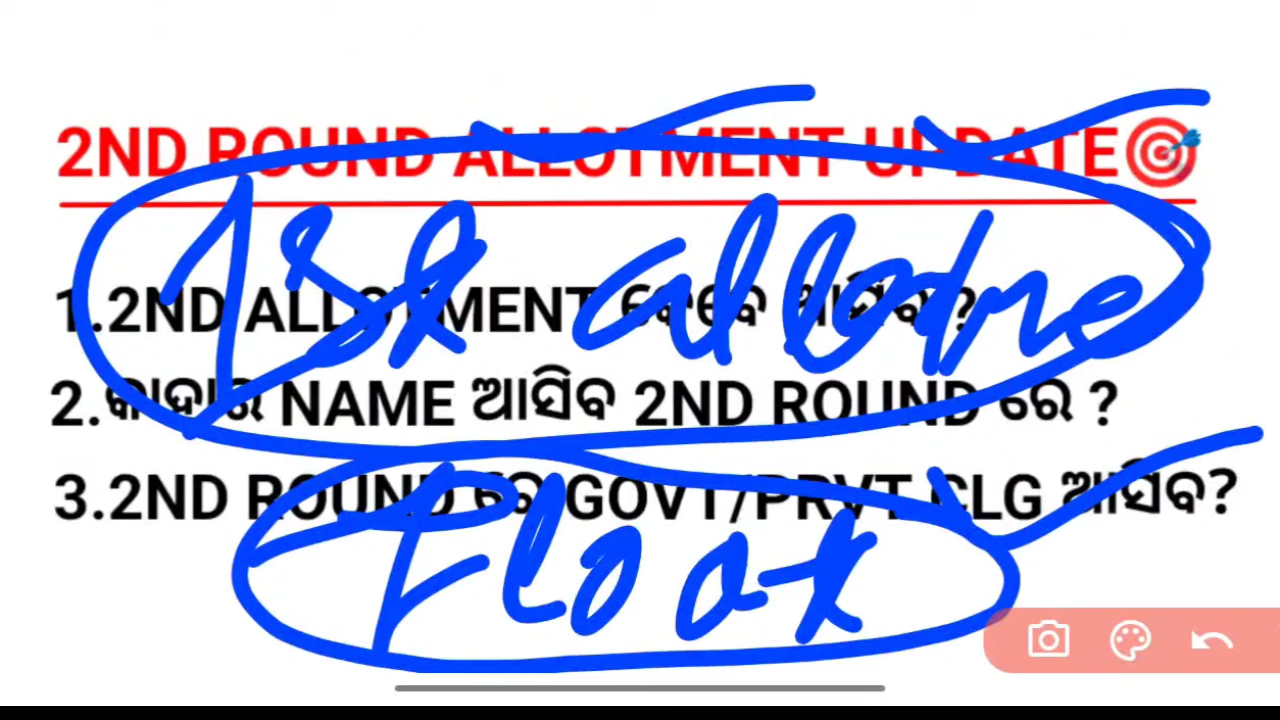 2ND ROUND ALLOTMENT UPDATE🎯
1st allotme
1.2ND ALLOTMENT କେବେ ଆସିବ ?
2.କାହାର NAME ଆସିବ 2ND ROUND ରେ ?
3.2ND ROUND ରେ GOVT/PRVT CLG ଆସିବ?
Float